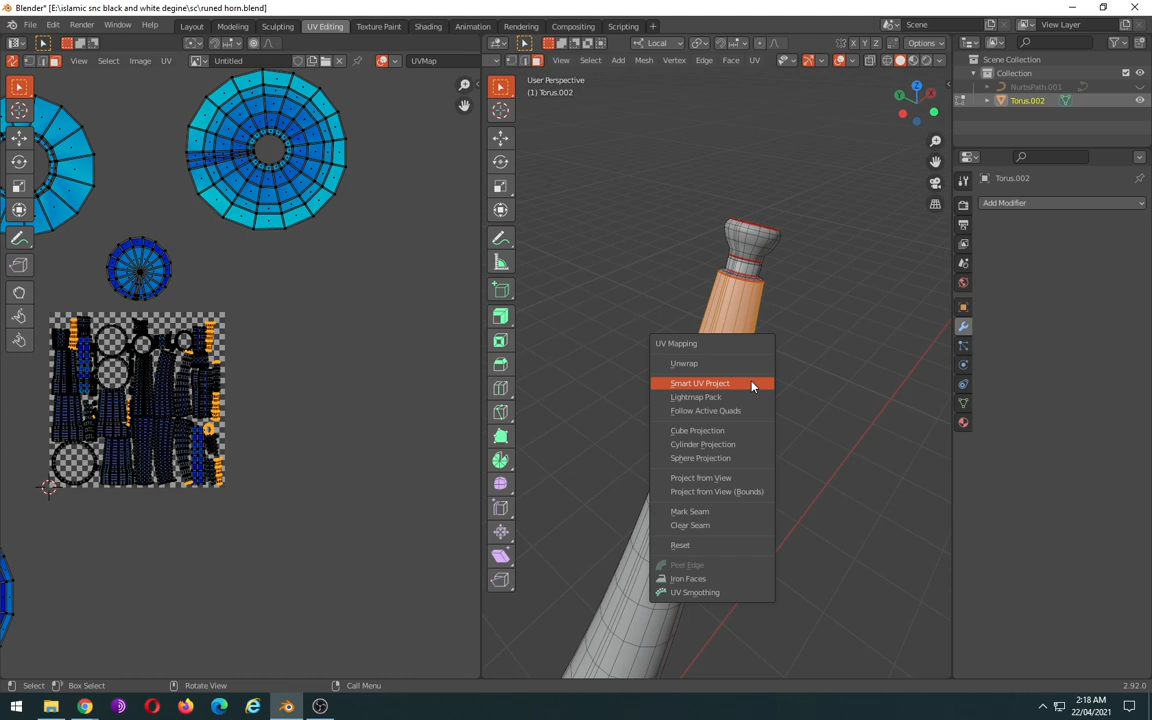 Blender* [E:\islamic snc black and white degine\sc\runed horn.blend]
File Edit Render Window Help Layout Modeling Sculpting UV Editing Texture Paint Shading Animation Rendering Compositing Scripting + Scene View Layer
Local X Y Z Options
View Select Image UV Untitled UVMap View Select Add Mesh Vertex Edge Face UV
User Perspective
(1) Torus.002
Scene Collection
Collection
NurbsPath.001
Torus.002
Torus.002
Add Modifier
UV Mapping
Unwrap
Smart UV Project
Lightmap Pack
Follow Active Quads
Cube Projection
Cylinder Projection
Sphere Projection
Project from View
Project from View (Bounds)
Mark Seam
Clear Seam
Reset
Peel Edge
Iron Faces
UV Smoothing
Select Box Select Rotate View Call Menu 2.92.0
2:18 AM
22/04/2021